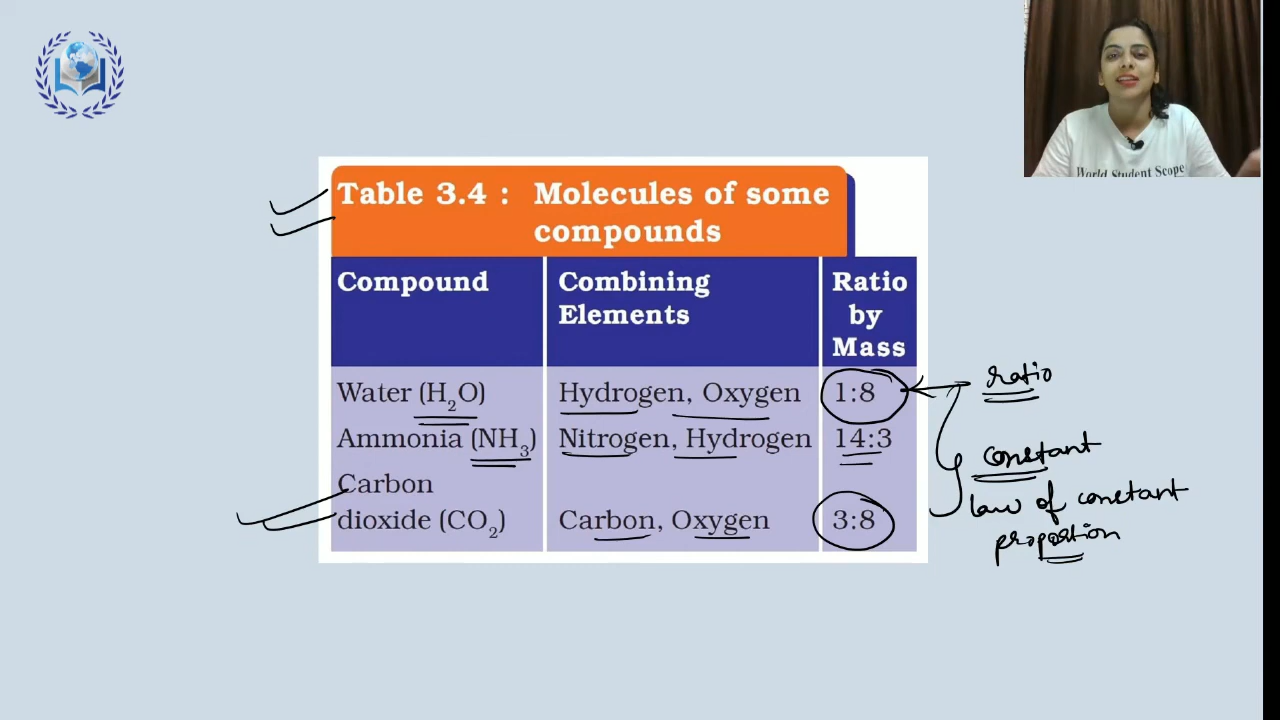 World Student Scope
Table 3.4 : Molecules of some
compounds
Compound
Combining
Elements
Ratio
by
Mass
Water (H₂O)
Hydrogen, Oxygen
1:8
Ammonia (NH₃)
Nitrogen, Hydrogen
14:3
Carbon
dioxide (CO₂)
Carbon, Oxygen
3:8
ratio
constant
law of constant
proportion